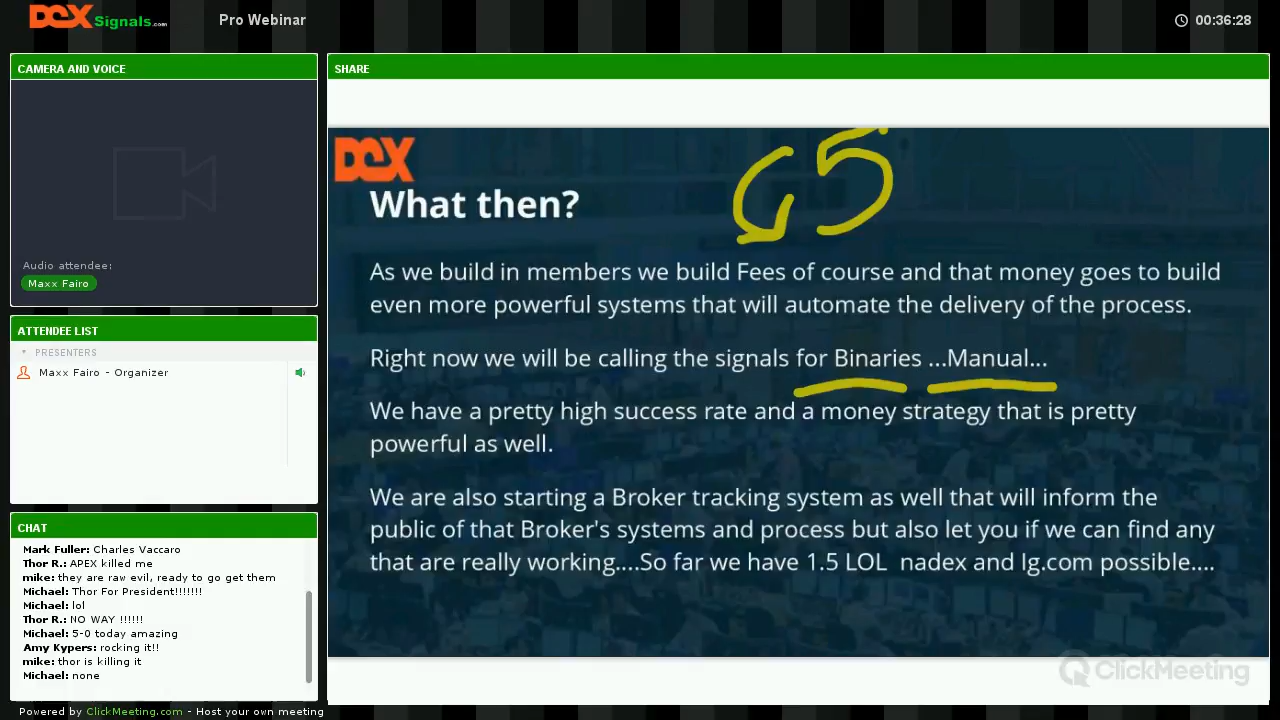 DCX Signals.com
Pro Webinar
00:36:28
CAMERA AND VOICE
Audio attendee:
Maxx Fairo
ATTENDEE LIST
PRESENTERS
Maxx Fairo - Organizer
CHAT
Mark Fuller: Charles Vaccaro
Thor R.: APEX killed me
mike: they are raw evil, ready to go get them
Michael: Thor For President!!!!!!!
Michael: lol
Thor R.: NO WAY !!!!!!
Michael: 5-0 today amazing
Amy Kypers: rocking it!!
mike: thor is killing it
Michael: none
Powered by ClickMeeting.com - Host your own meeting
SHARE
DCX
What then?
As we build in members we build Fees of course and that money goes to build
even more powerful systems that will automate the delivery of the process.
Right now we will be calling the signals for Binaries ...Manual...
We have a pretty high success rate and a money strategy that is pretty
powerful as well.
We are also starting a Broker tracking system as well that will inform the
public of that Broker's systems and process but also let you if we can find any
that are really working....So far we have 1.5 LOL  nadex and Ig.com possible....
ClickMeeting